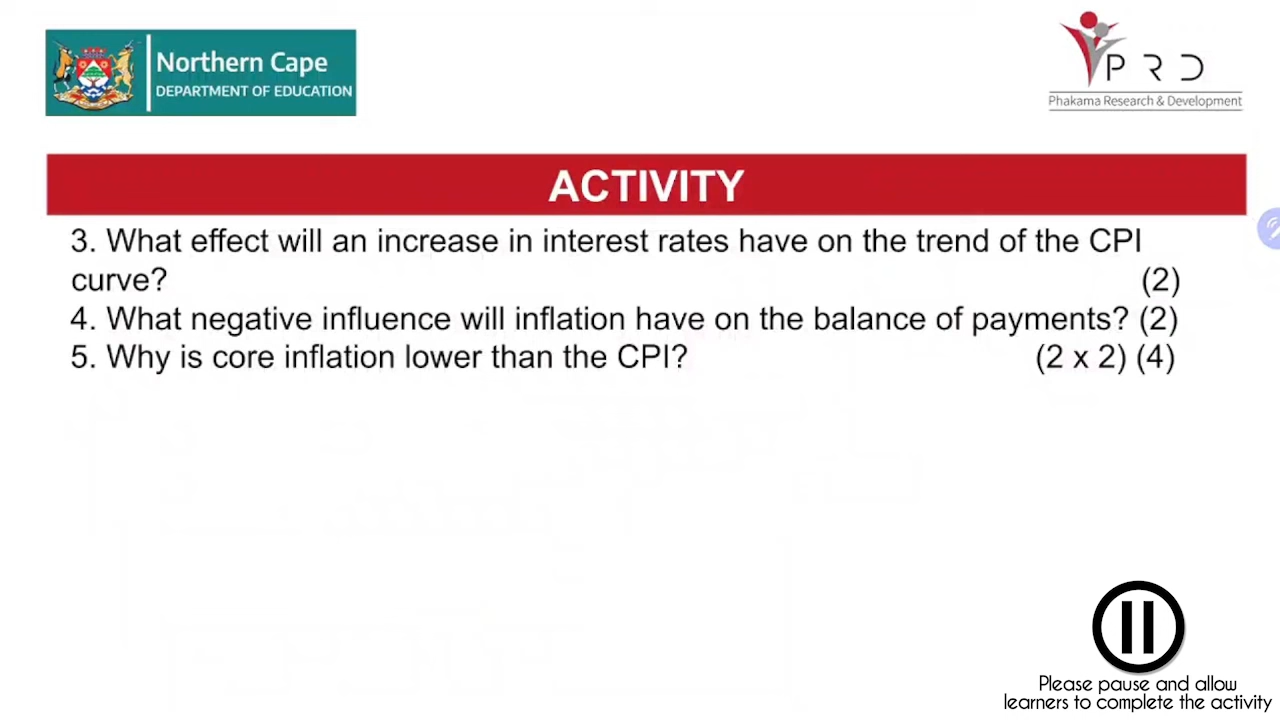 Northern Cape
DEPARTMENT OF EDUCATION
P R D
Phakama Research & Development
ACTIVITY
3. What effect will an increase in interest rates have on the trend of the CPI
curve? (2)
4. What negative influence will inflation have on the balance of payments? (2)
5. Why is core inflation lower than the CPI? (2 x 2) (4)
Please pause and allow
learners to complete the activity